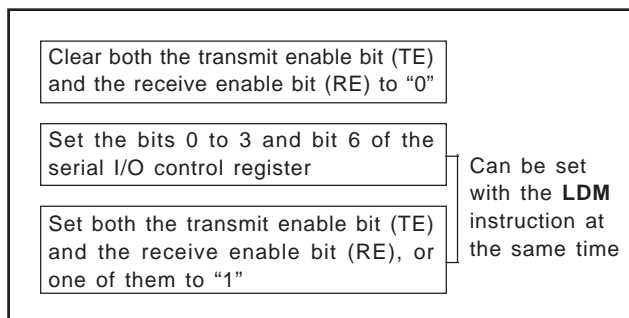 Clear both the transmit enable bit (TE)
and the receive enable bit (RE) to “0”
Set the bits 0 to 3 and bit 6 of the
serial I/O control register
Set both the transmit enable bit (TE)
and the receive enable bit (RE), or
one of them to “1”
Can be set
with the LDM
instruction at
the same time